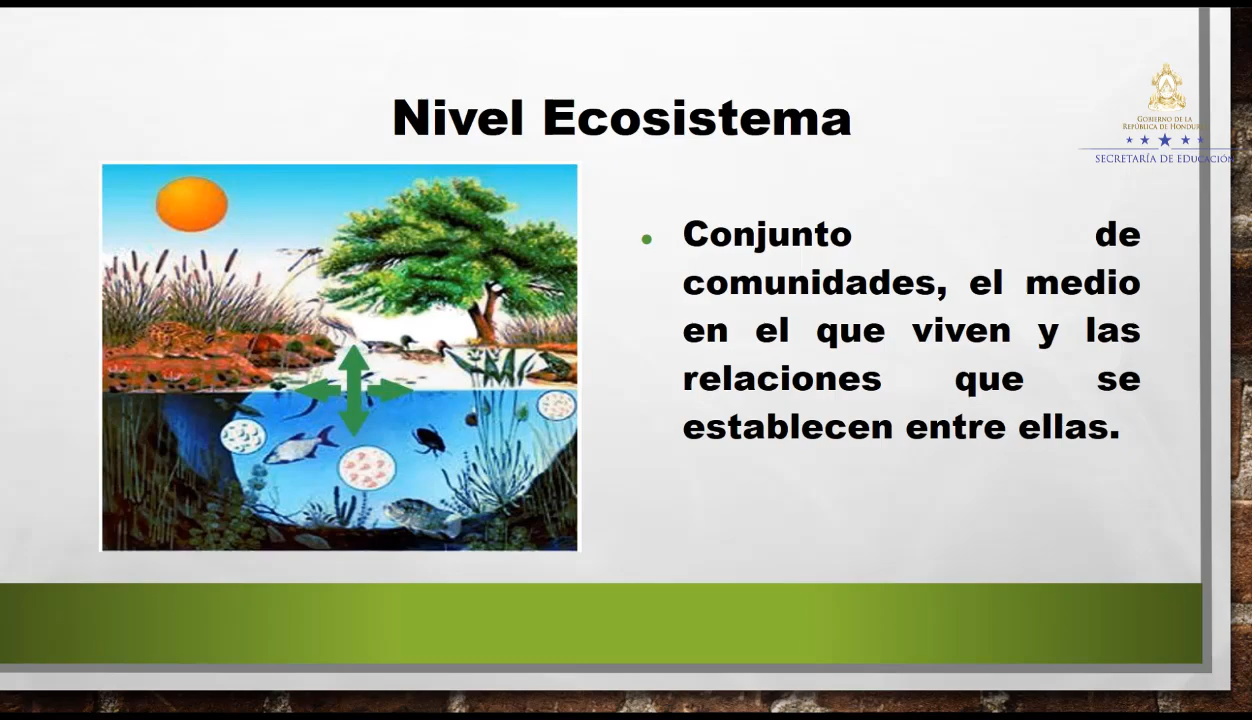 Nivel Ecosistema
GOBIERNO DE LA
REPÚBLICA DE HONDURAS
SECRETARÍA DE EDUCACIÓN
Conjunto de
comunidades, el medio
en el que viven y las
relaciones que se
establecen entre ellas.